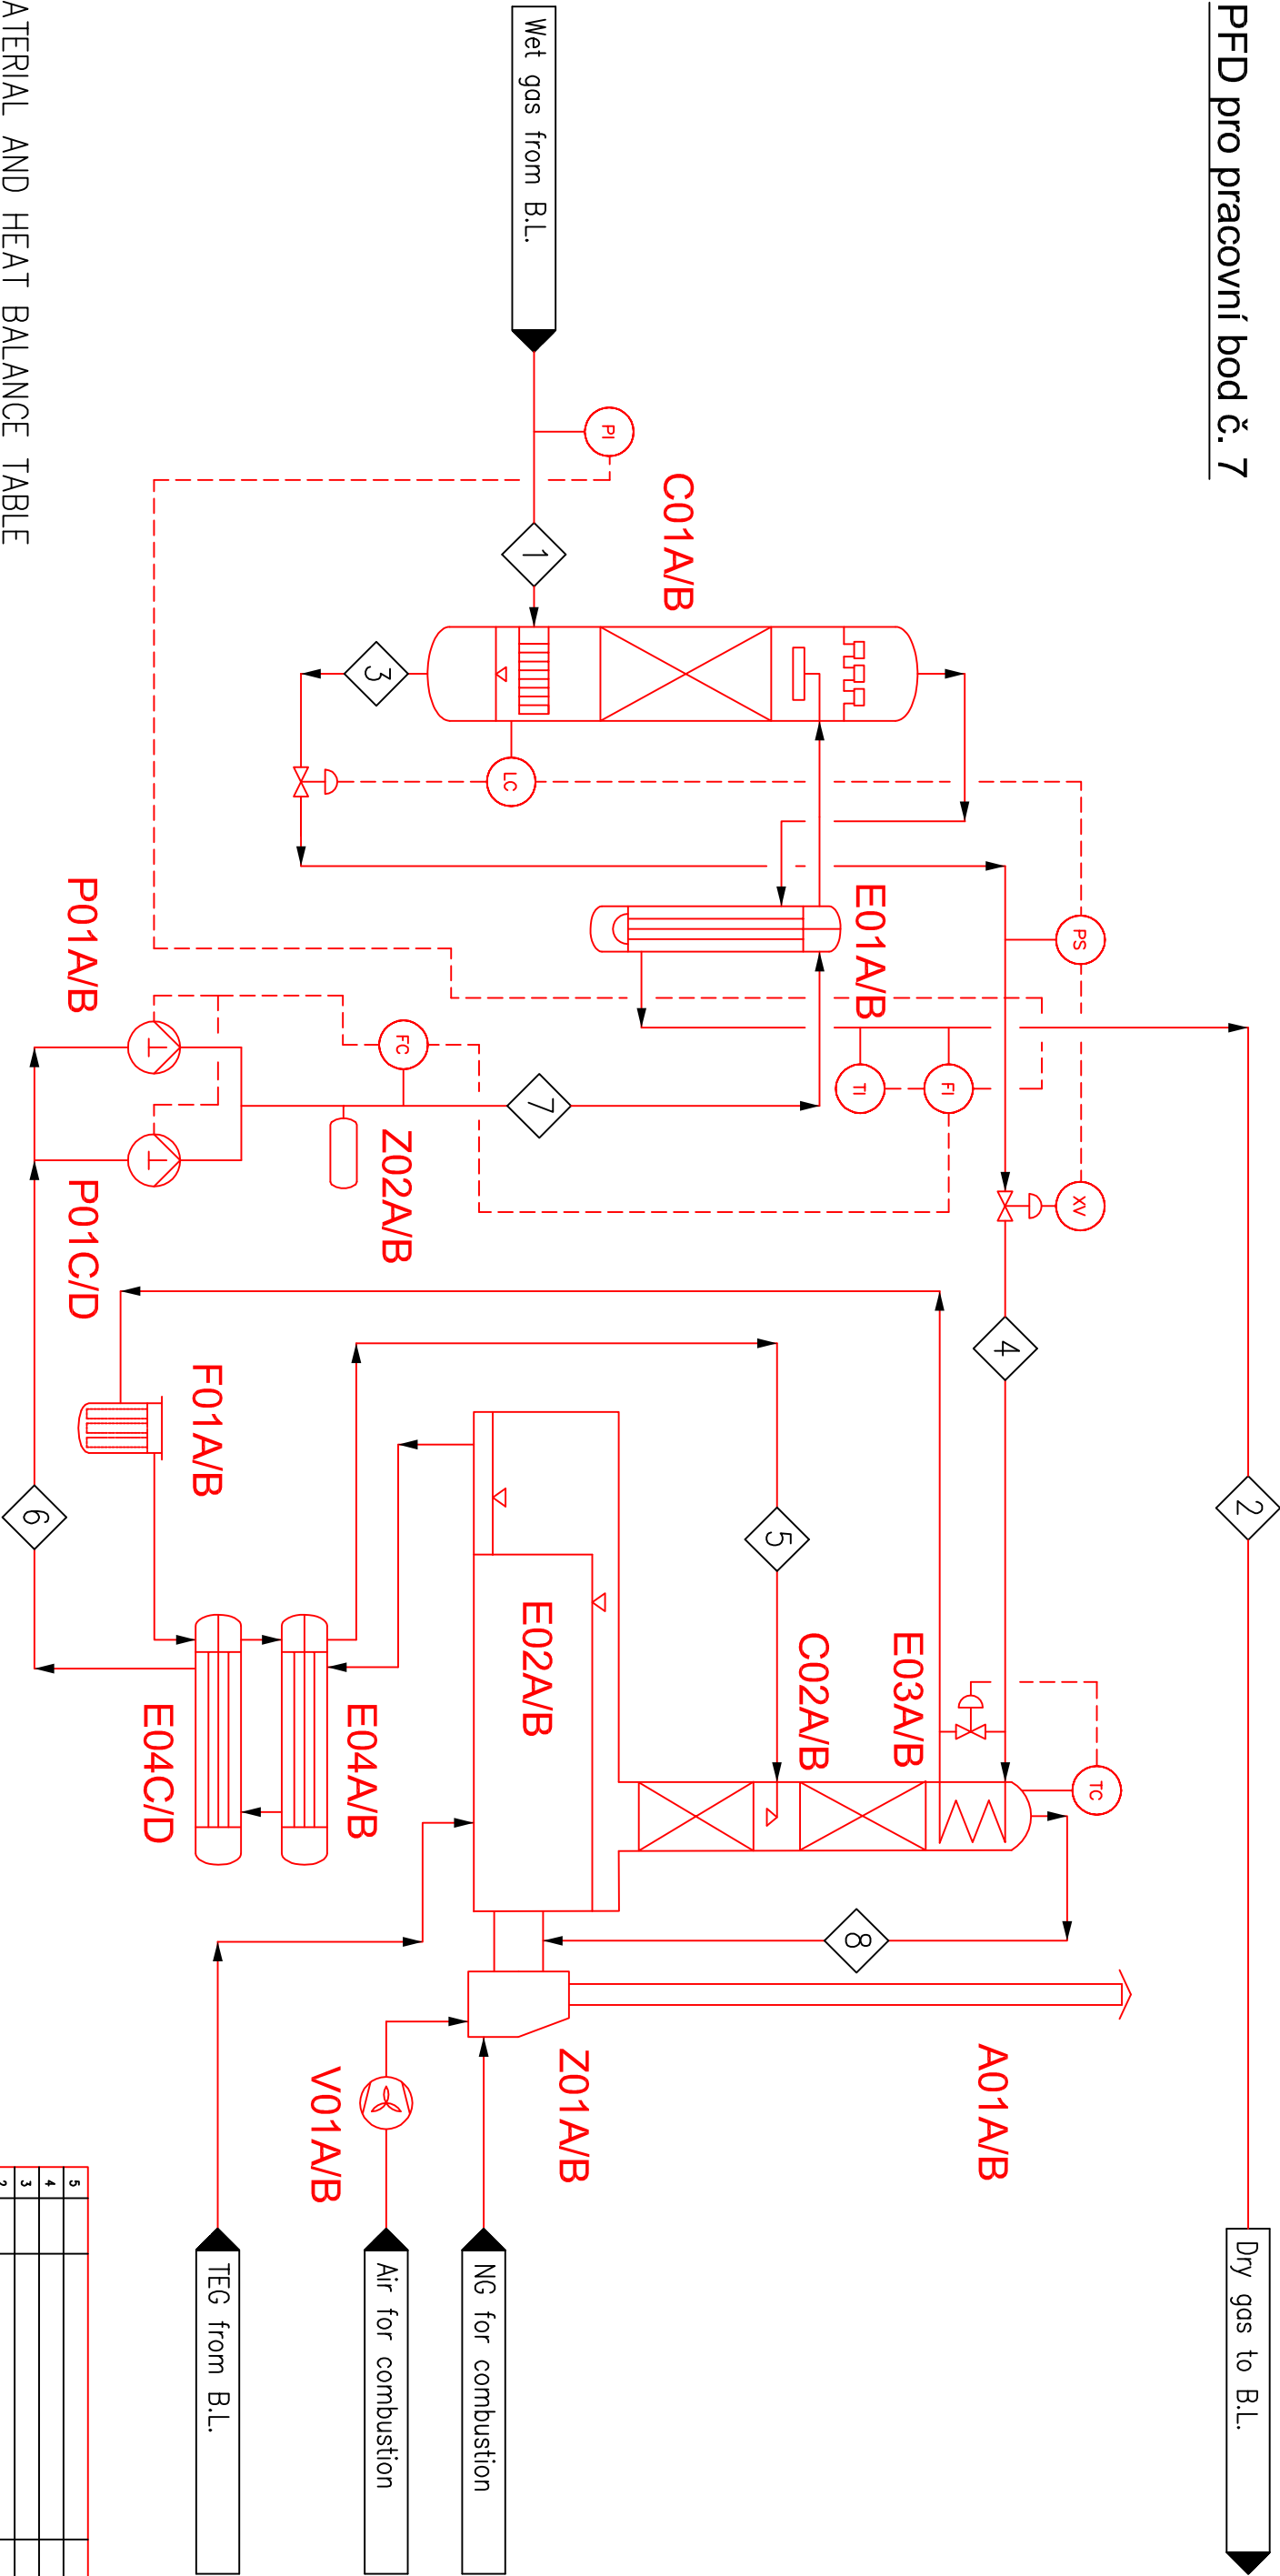 PFD pro pracovní bod č. 7
Dry gas to B.L.
2
PS
XV
TC
A01A/B
4
E03A/B
E01A/B
FI
TI
8
C02A/B
5
C01A/B
PI
Z01A/B
Wet gas from B.L.
1
7
E02A/B
LC
NG for combustion
FC
Z02A/B
3
E04A/B
Air for combustion
V01A/B
F01A/B
TEG from B.L.
E04C/D
P01A/B
P01C/D
6
5
4
3
2
ATERIAL AND HEAT BALANCE TABLE